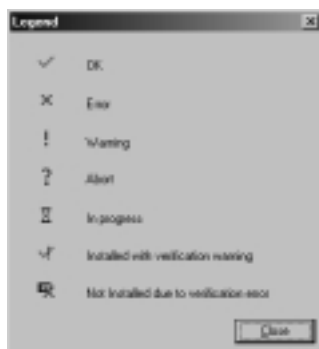 Legend
OK
Error
Warning
Abort
In progress
Installed with verification warning
Not Installed due to verification error
Close